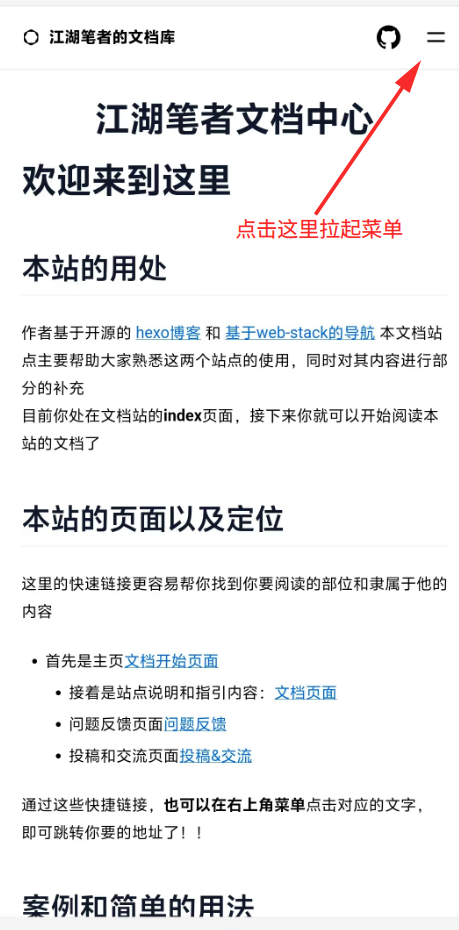 江湖笔者的文档库
江湖笔者文档中心
欢迎来到这里
点击这里拉起菜单
本站的用处
作者基于开源的 hexo博客 和 基于web-stack的导航 本文档站
点主要帮助大家熟悉这两个站点的使用，同时对其内容进行部
分的补充
目前你处在文档站的index页面，接下来你就可以开始阅读本
站的文档了
本站的页面以及定位
这里的快速链接更容易帮你找到你要阅读的部位和隶属于他的
内容
• 首先是主页文档开始页面
• 接着是站点说明和指引内容：文档页面
• 问题反馈页面问题反馈
• 投稿和交流页面投稿&交流
通过这些快捷链接，也可以在右上角菜单点击对应的文字，
即可跳转你要的地址了！！
案例和简单的用法